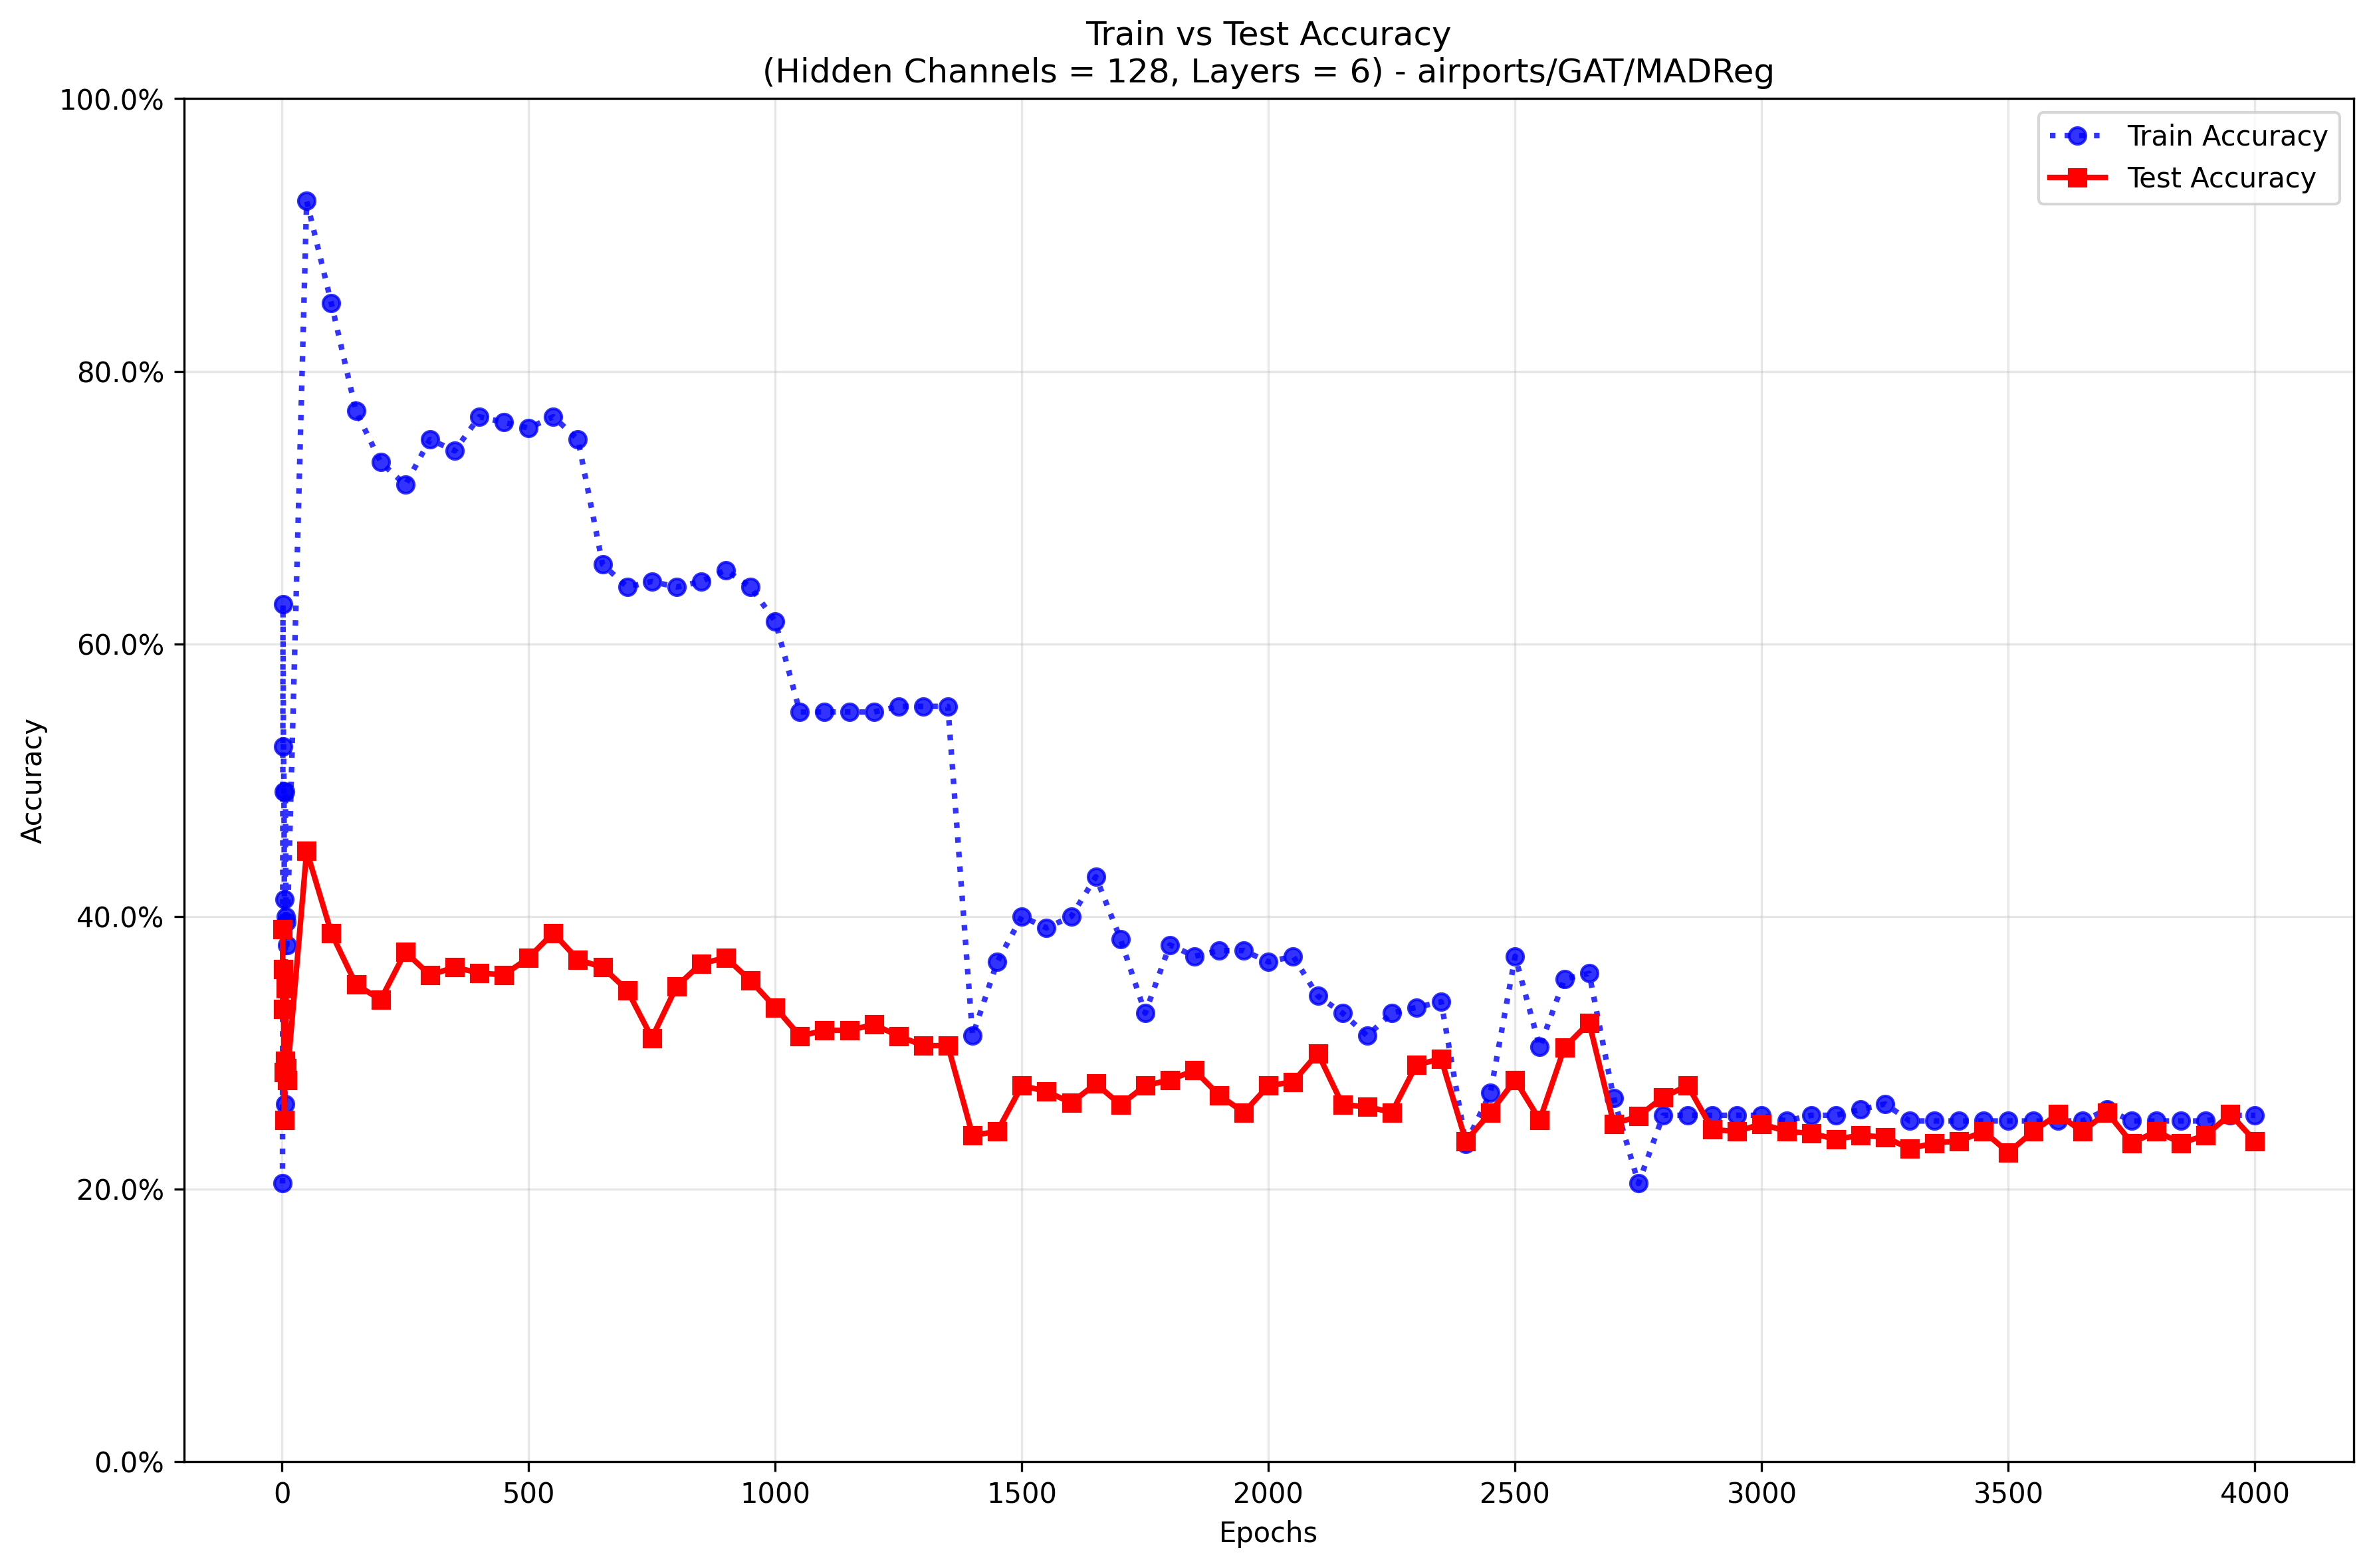 Train vs Test Accuracy
(Hidden Channels = 128, Layers = 6) - airports/GAT/MADReg
100.0%
80.0%
60.0%
40.0%
20.0%
0.0%
Accuracy
Train Accuracy
Test Accuracy
0
500
1000
1500
2000
2500
3000
3500
4000
Epochs